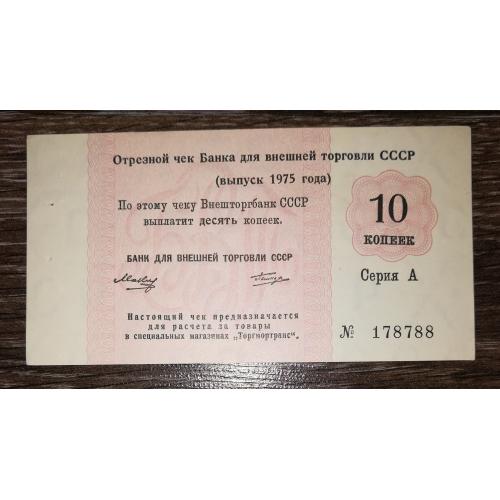 Отрезной чек Банка для внешней торговли СССР
(выпуск 1975 года)
По этому чеку Внешторгбанк СССР
выплатит десять копеек.
БАНК ДЛЯ ВНЕШНЕЙ ТОРГОВЛИ СССР
Настоящий чек предназначается
для расчета за товары
в специальных магазинах „Торгмортранс“.
10
КОПЕЕК
Серия А
№ 178788